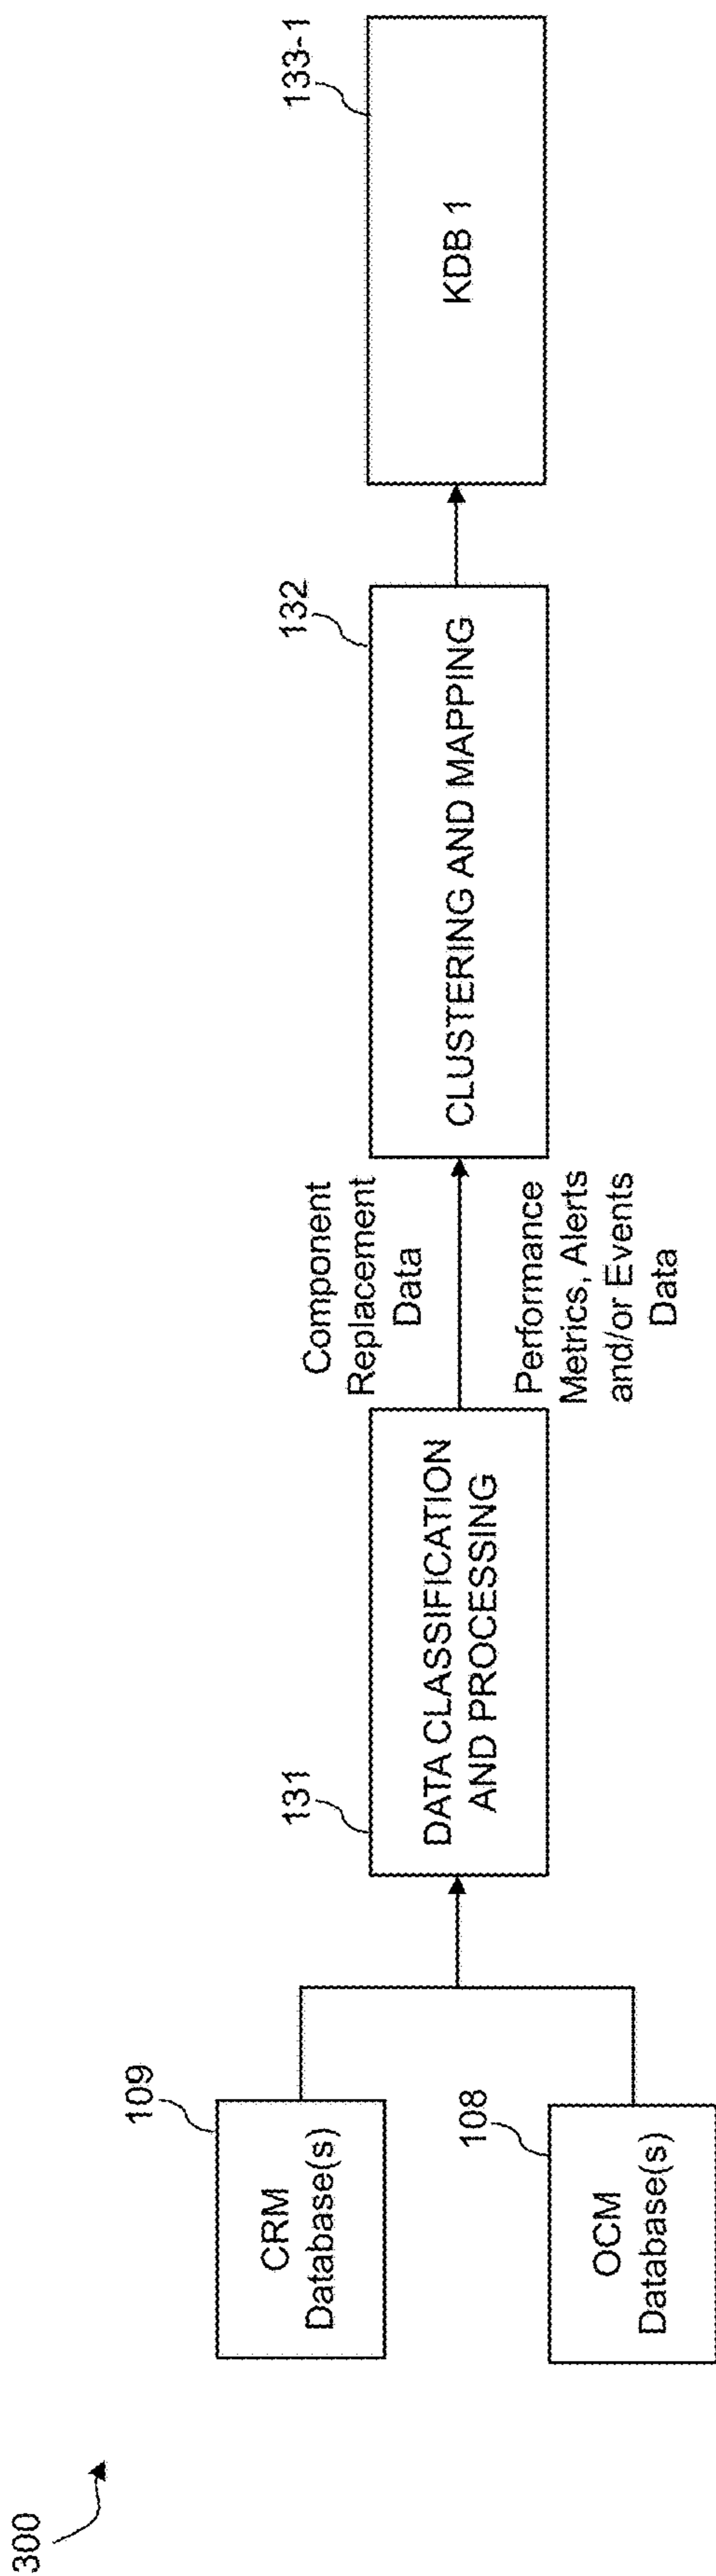 300
109
CRM
Database(s)
108
OCM
Database(s)
131
DATA CLASSIFICATION
AND PROCESSING
Component
Replacement
Data
Performance
Metrics, Alerts
and/or Events
Data
132
CLUSTERING AND MAPPING
133-1
KDB 1